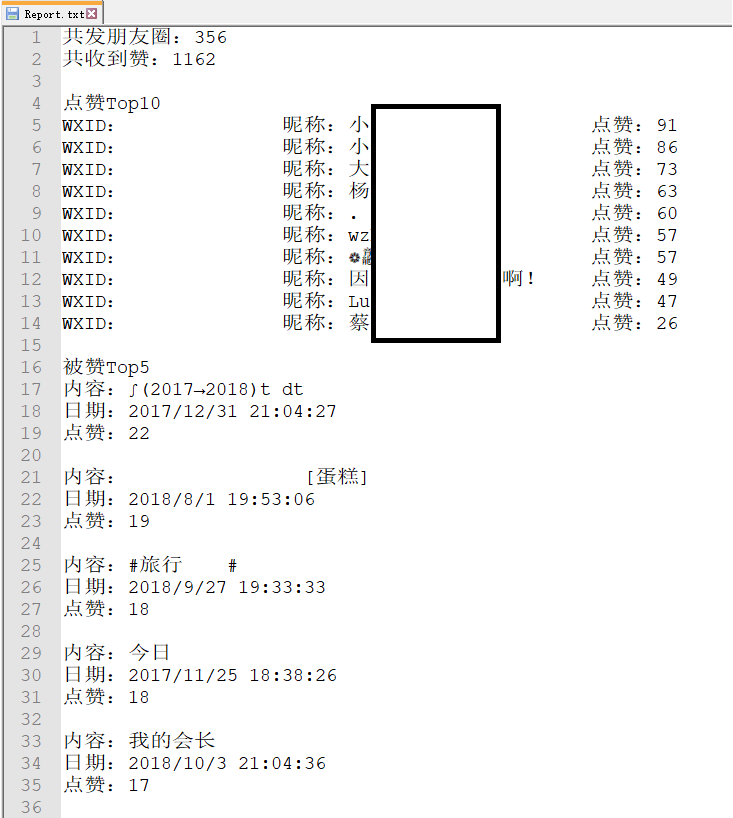 Report.txt
1 共发朋友圈：356
2 共收到赞：1162
3
4 点赞Top10
5 WXID： 昵称：小 点赞：91
6 WXID： 昵称：小 点赞：86
7 WXID： 昵称：大 点赞：73
8 WXID： 昵称：杨 点赞：63
9 WXID： 昵称：. 点赞：60
10 WXID： 昵称：wz 点赞：57
11 WXID： 昵称：❁ 点赞：57
12 WXID： 昵称：因 啊！ 点赞：49
13 WXID： 昵称：Lu 点赞：47
14 WXID： 昵称：蔡 点赞：26
15
16 被赞Top5
17 内容：∫(2017→2018)t dt
18 日期：2017/12/31 21:04:27
19 点赞：22
20
21 内容： [蛋糕]
22 日期：2018/8/1 19:53:06
23 点赞：19
24
25 内容：#旅行 #
26 日期：2018/9/27 19:33:33
27 点赞：18
28
29 内容：今日
30 日期：2017/11/25 18:38:26
31 点赞：18
32
33 内容：我的会长
34 日期：2018/10/3 21:04:36
35 点赞：17
36